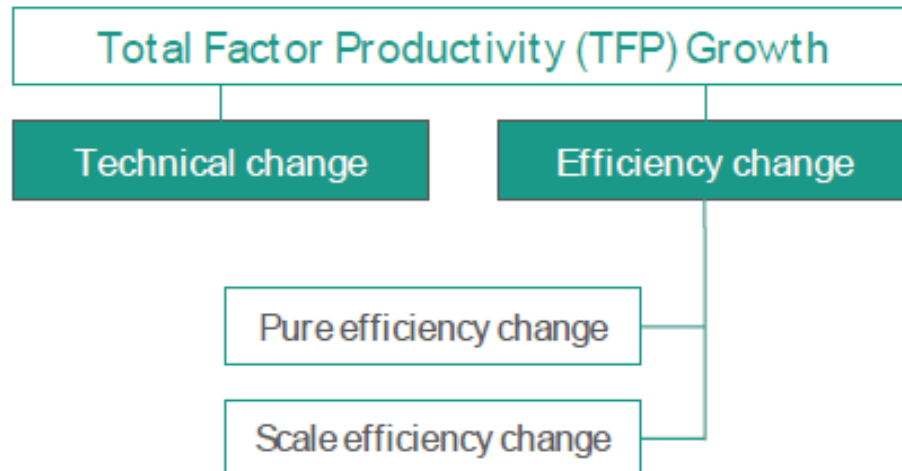 Total Factor Productivity (TFP) Growth
Technical change
Efficiency change
Pure efficiency change
Scale efficiency change